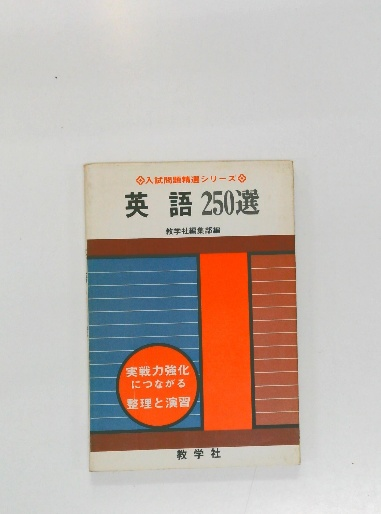 ❖入試問題精選シリーズ❖
英語 250選
教学社編集部編
実戦力強化
につながる
整理と演習
教学社